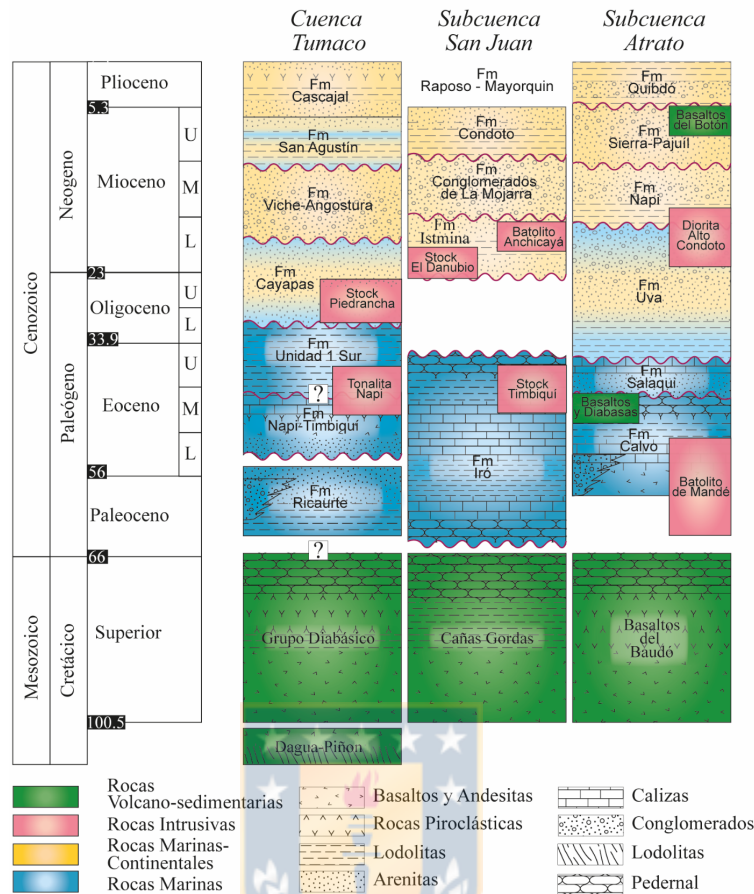 Cuenca
Tumaco
Subcuenca
San Juan
Subcuenca
Atrato
Cenozoico
Mesozoico
Neogeno
Paleógeno
Cretácico
Plioceno
5.3
Mioceno
U
M
L
23
Oligoceno
U
L
33.9
Eoceno
U
M
L
56
Paleoceno
66
Superior
100.5
Fm
Cascajal
Fm
San Agustín
Fm
Viche-Angostura
Fm
Cayapas
Stock
Piedrancha
Fm
Unidad 1 Sur
?
Tonalita
Napi
Fm
Napi-Timbiquí
Fm
Ricaurte
?
Grupo Diabásico
Dagua-Piñon
Fm
Raposo - Mayorquin
Fm
Condoto
Fm
Conglomerados
de La Mojarra
Fm
Istmina
Batolito
Anchicayá
Stock
El Danubio
Stock
Timbiquí
Fm
Iró
Cañas Gordas
Fm
Quibdó
Basaltos
del Botón
Fm
Sierra-Pajuíl
Fm
Napí
Diorita
Alto
Condoto
Fm
Uva
Fm
Salaquí
Basaltos
y Diabasas
Fm
Calvo
Batolito
de Mandé
Basaltos
del
Baudó
Rocas
Volcano-sedimentarias
Rocas Intrusivas
Rocas Marinas-
Continentales
Rocas Marinas
Basaltos y Andesitas
Rocas Piroclásticas
Lodolitas
Arenitas
Calizas
Conglomerados
Lodolitas
Pedernal